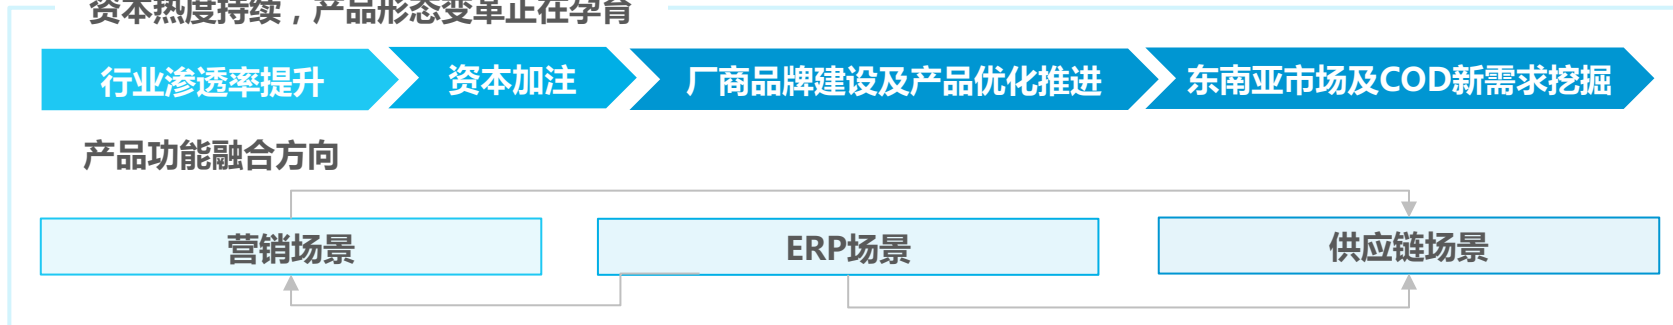 资本热度持续，产品形态变革正在孕育
行业渗透率提升 资本加注 厂商品牌建设及产品优化推进 东南亚市场及COD新需求挖掘
产品功能融合方向
营销场景 ERP场景 供应链场景